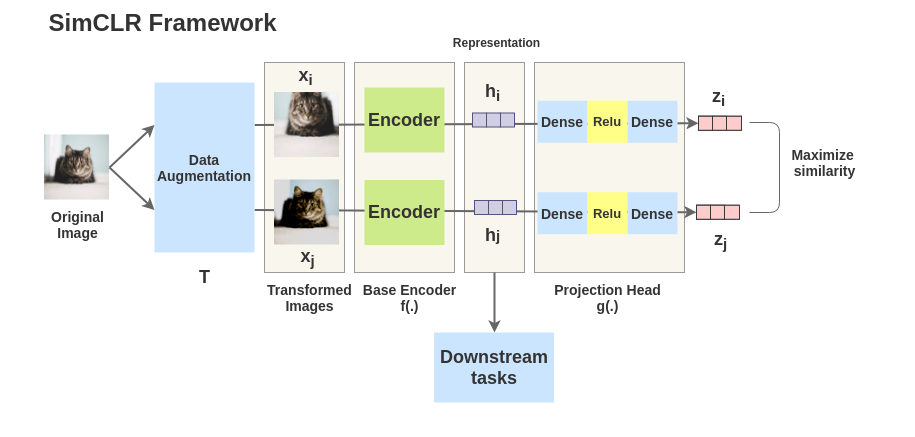 SimCLR Framework
Representation
xi
hi
zi
Encoder
Dense Relu Dense
Data
Augmentation
Maximize
similarity
Original
Image
Encoder
Dense Relu Dense
xj
hj
zj
T
Transformed
Images
Base Encoder
f(.)
Projection Head
g(.)
Downstream
tasks